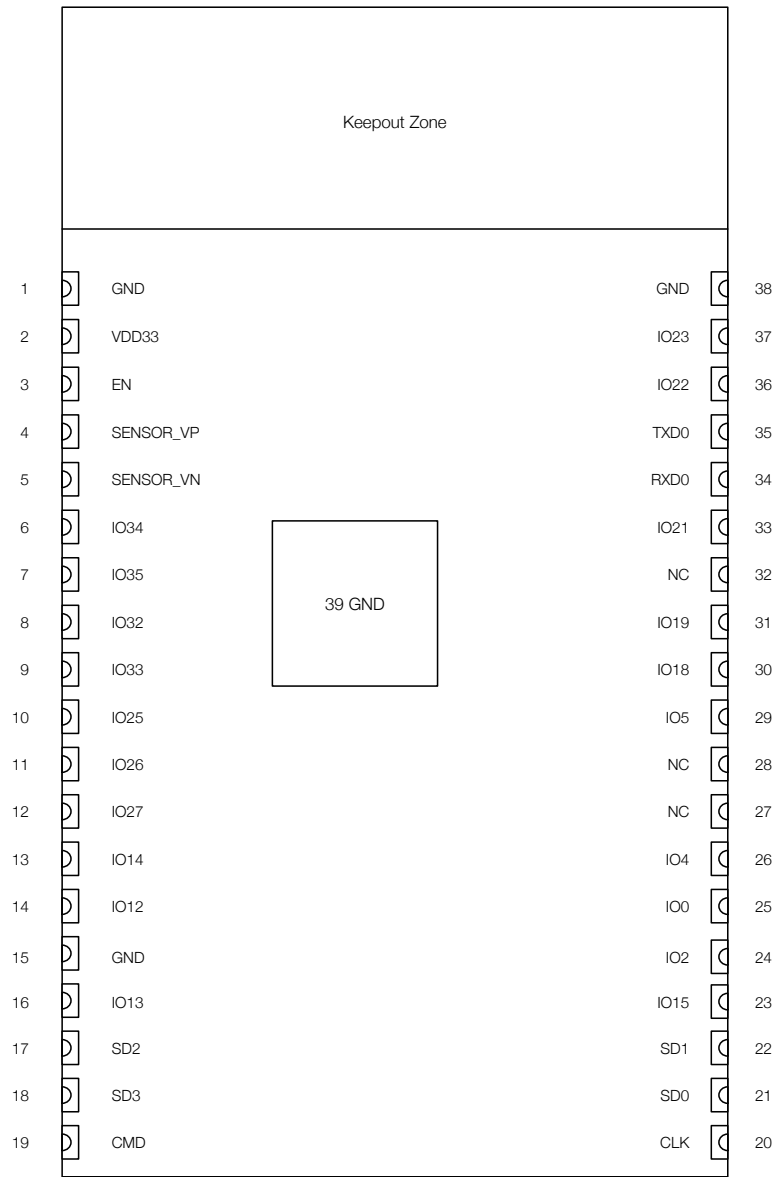 Keepout Zone
1 GND GND 38
2 VDD33 IO23 37
3 EN IO22 36
4 SENSOR_VP TXD0 35
5 SENSOR_VN RXD0 34
6 IO34 IO21 33
7 IO35 NC 32
39 GND
8 IO32 IO19 31
9 IO33 IO18 30
10 IO25 IO5 29
11 IO26 NC 28
12 IO27 NC 27
13 IO14 IO4 26
14 IO12 IO0 25
15 GND IO2 24
16 IO13 IO15 23
17 SD2 SD1 22
18 SD3 SD0 21
19 CMD CLK 20